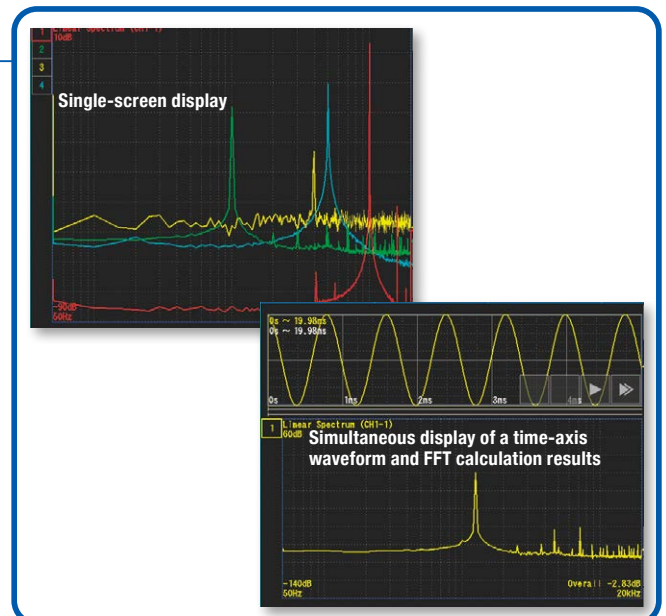 1
Linear Spectrum (CH1-1)
10dB
2
3
4
Single-screen display
-90dB
50Hz
0s ~ 19.98ms
0s ~ 19.98ms
0s 1ms 2ms 3ms 4ms
1
Linear Spectrum (CH1-1)
60dB
Simultaneous display of a time-axis
waveform and FFT calculation results
-140dB Overall -2.83dB
50Hz 20kHz